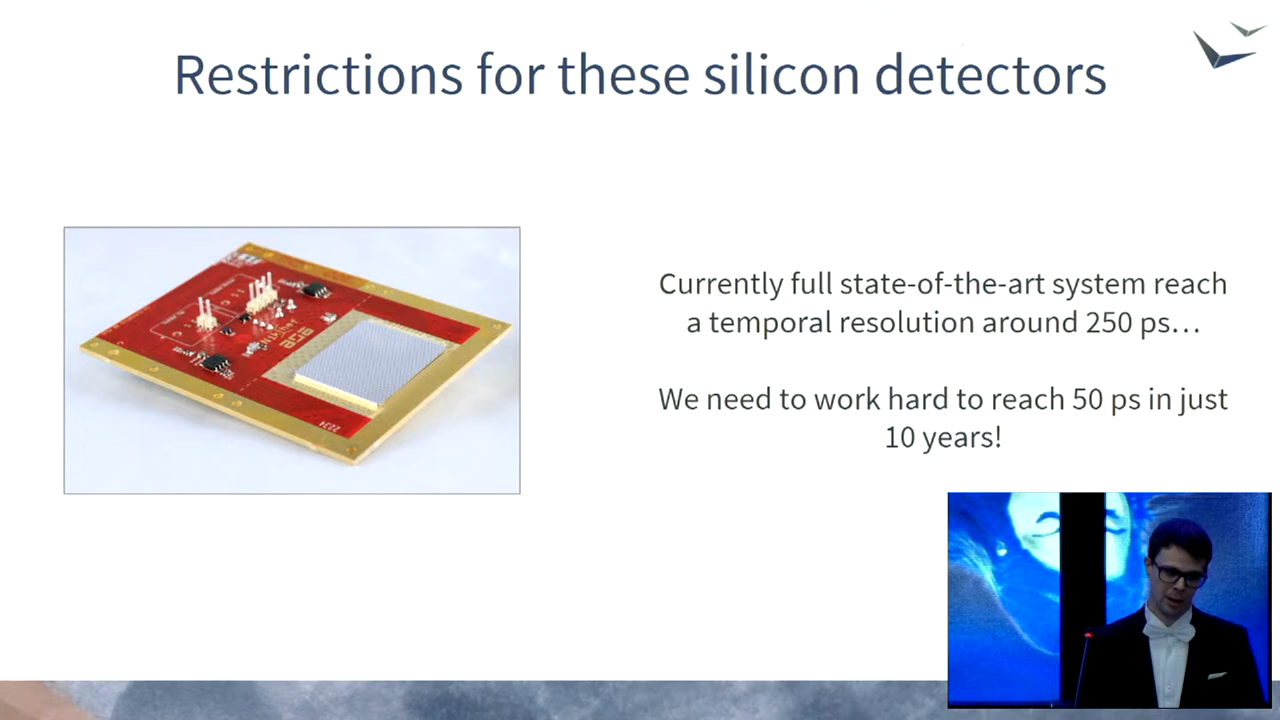 Restrictions for these silicon detectors
Currently full state-of-the-art system reach
a temporal resolution around 250 ps…
We need to work hard to reach 50 ps in just
10 years!